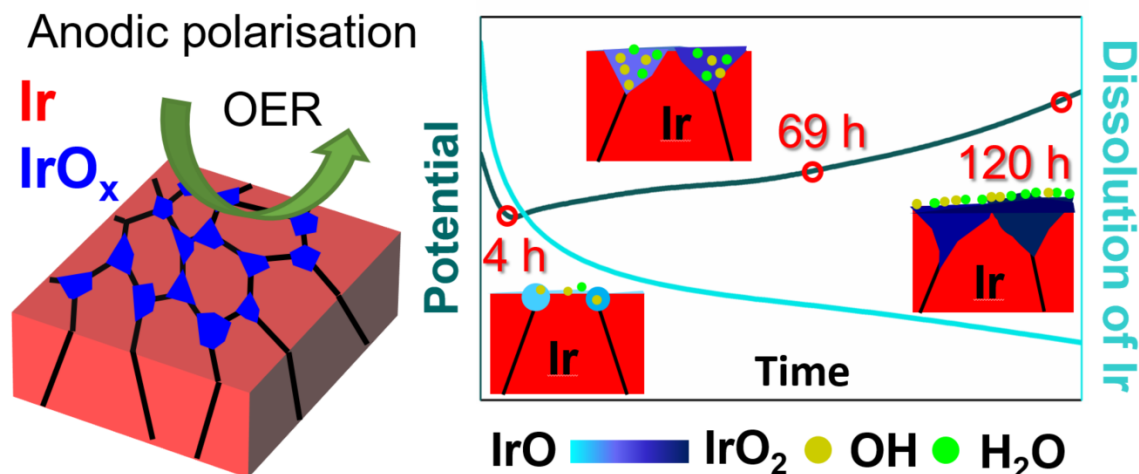 Anodic polarisation
Ir
OER
IrOx
Potential
4 h
Ir
Ir
69 h
120 h
Ir
Time
Dissolution of Ir
IrO IrO2 OH H2O